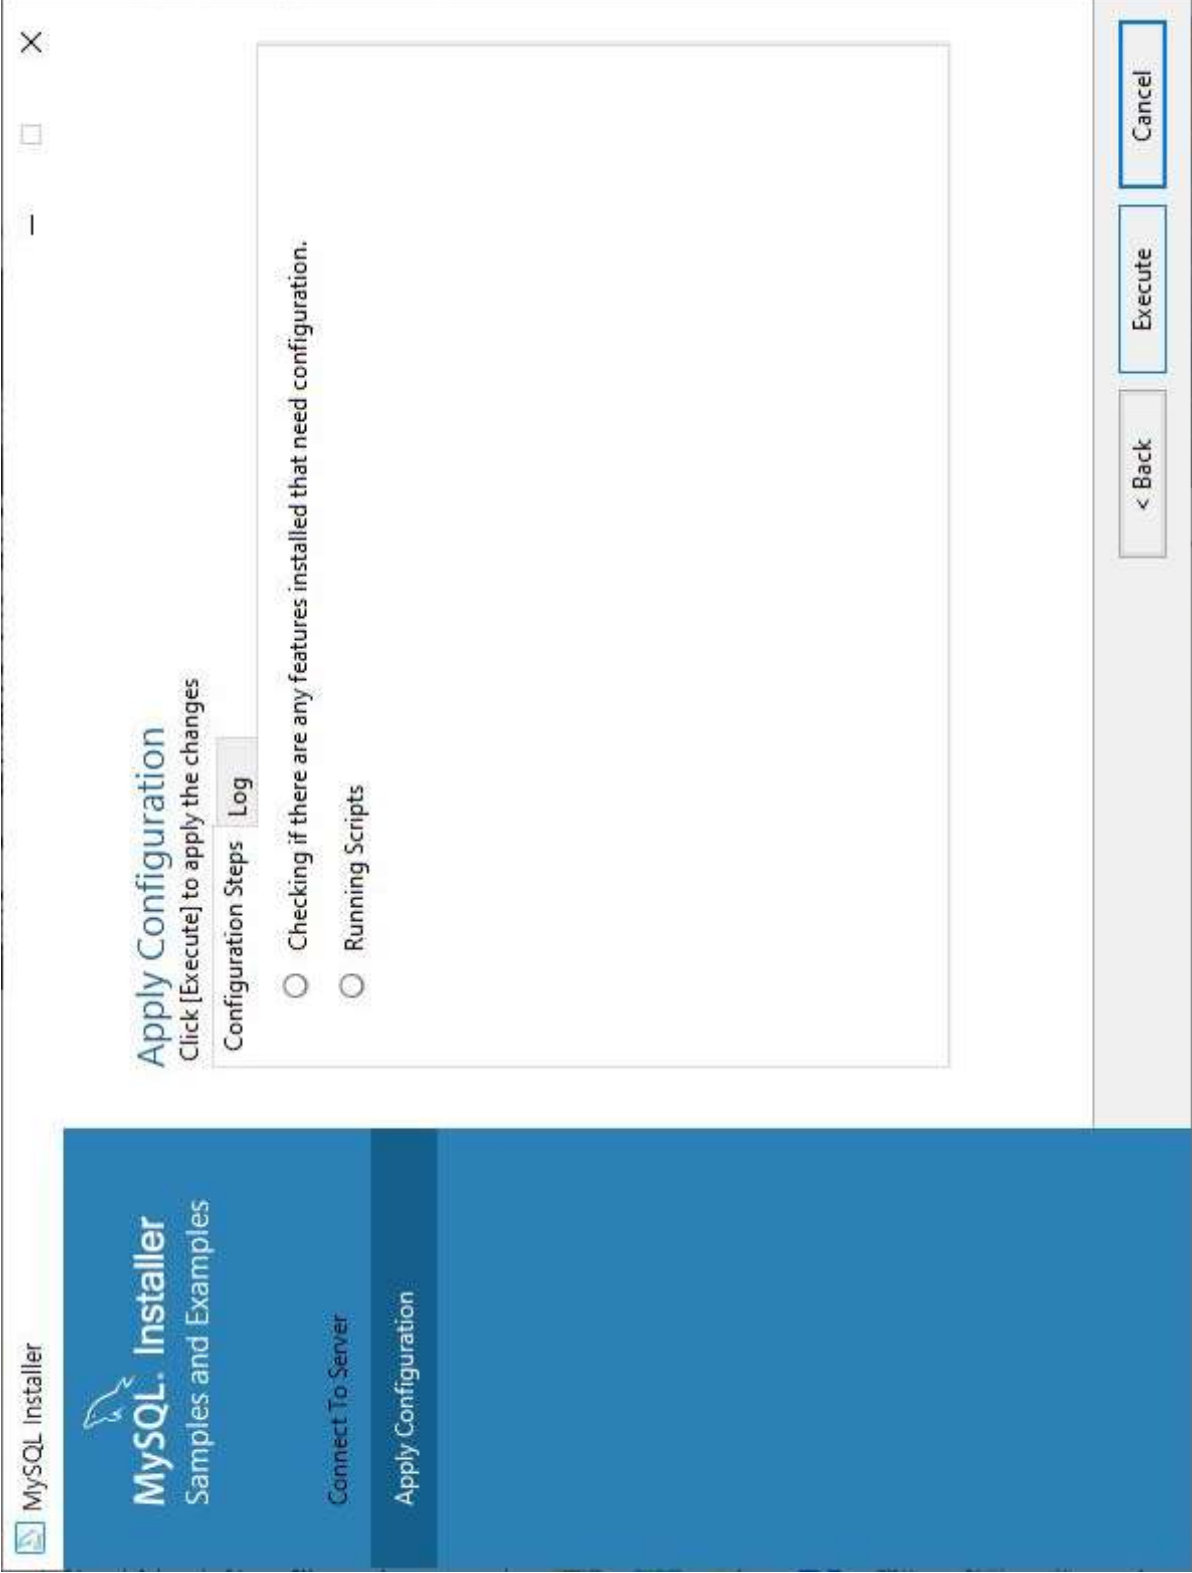 MySQL Installer
MySQL. Installer
Samples and Examples
Connect To Server
Apply Configuration
Apply Configuration
Click [Execute] to apply the changes
Configuration Steps Log
Checking if there are any features installed that need configuration.
Running Scripts
< Back Execute Cancel